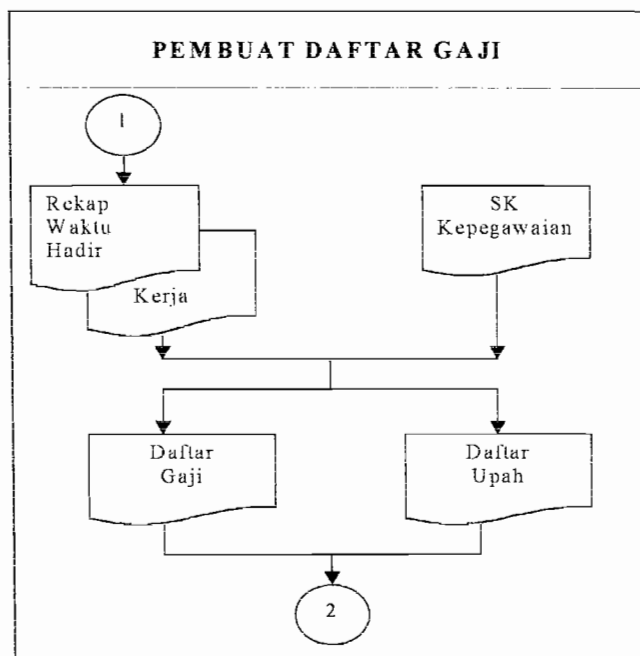 PEMBUAT DAFTAR GAJI
1
Rekap
Waktu
Hadir
Kerja
SK
Kepegawaian
Daftar
Gaji
Daftar
Upah
2